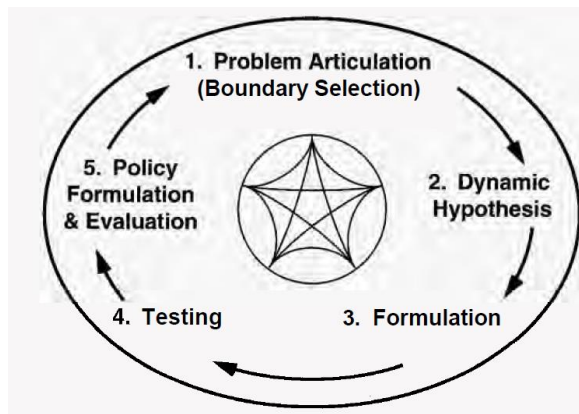 1. Problem Articulation
(Boundary Selection)
2. Dynamic
Hypothesis
3. Formulation
4. Testing
5. Policy
Formulation
& Evaluation